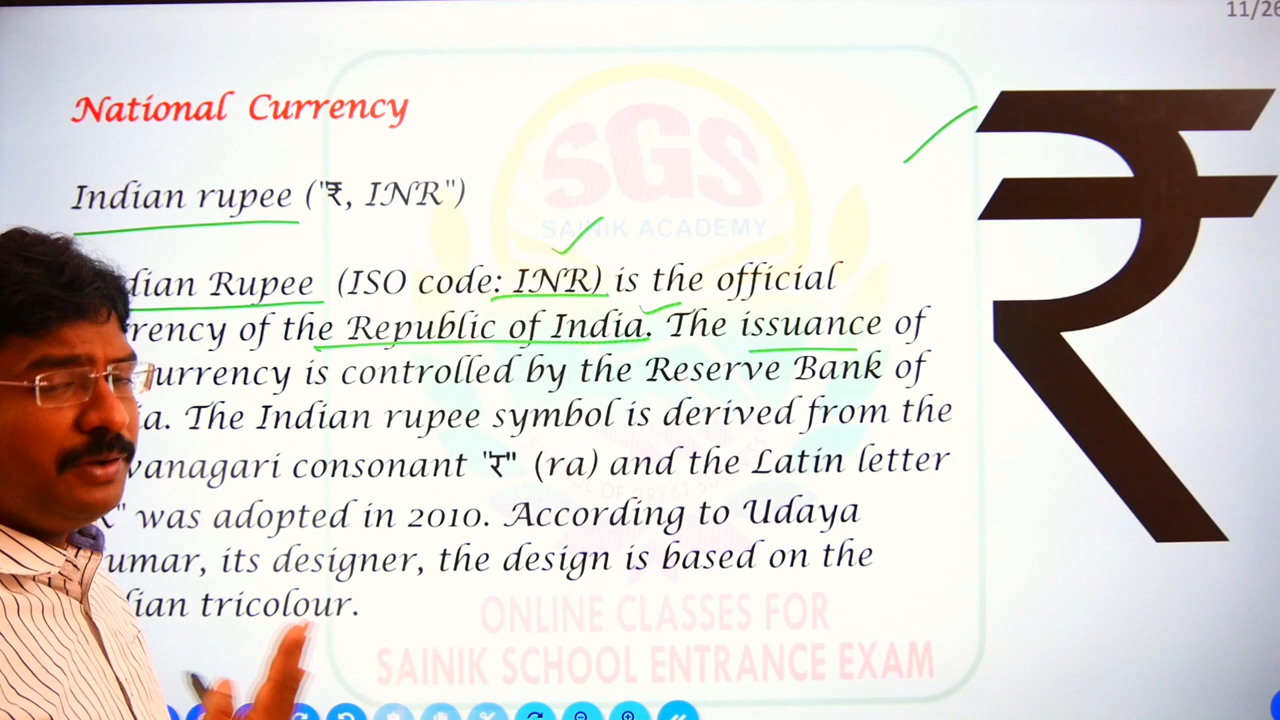 11/26
National Currency
Indian rupee ("₹, INR")
dian Rupee (ISO code: INR) is the official
rency of the Republic of India. The issuance of
urrency is controlled by the Reserve Bank of
ia. The Indian rupee symbol is derived from the
vanagari consonant "र" (ra) and the Latin letter
" was adopted in 2010. According to Udaya
umar, its designer, the design is based on the
dian tricolour.
₹
SGS
SAINIK ACADEMY
ONLINE CLASSES FOR
SAINIK SCHOOL ENTRANCE EXAM